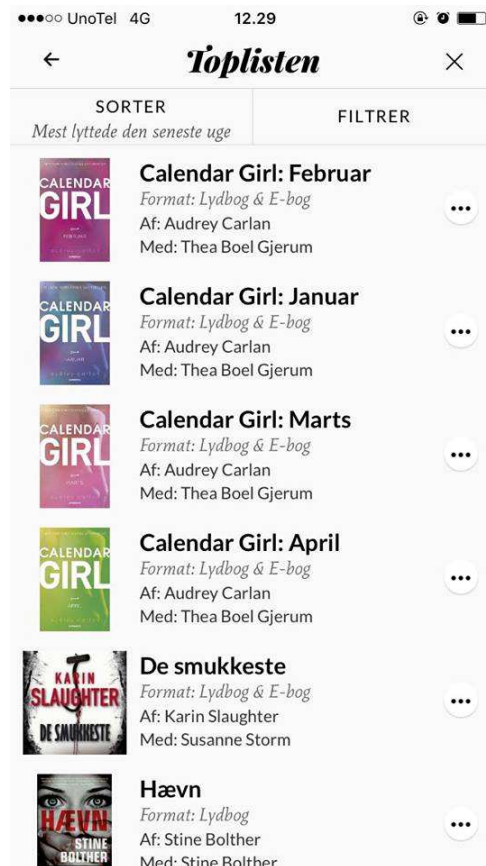 UnoTel 4G 12.29
Toplisten
SORTER
Mest lyttede den seneste uge
FILTRER
CALENDAR
GIRL
Calendar Girl: Februar
Format: Lydbog & E-bog
Af: Audrey Carlan
Med: Thea Boel Gjerum
CALENDAR
GIRL
Calendar Girl: Januar
Format: Lydbog & E-bog
Af: Audrey Carlan
Med: Thea Boel Gjerum
CALENDAR
GIRL
Calendar Girl: Marts
Format: Lydbog & E-bog
Af: Audrey Carlan
Med: Thea Boel Gjerum
CALENDAR
GIRL
Calendar Girl: April
Format: Lydbog & E-bog
Af: Audrey Carlan
Med: Thea Boel Gjerum
KARIN
SLAUGHTER
DE SMUKKESTE
De smukkeste
Format: Lydbog & E-bog
Af: Karin Slaughter
Med: Susanne Storm
HÆVN
STINE
BOLTHER
Hævn
Format: Lydbog
Af: Stine Bolther
Med: Stine Bolther